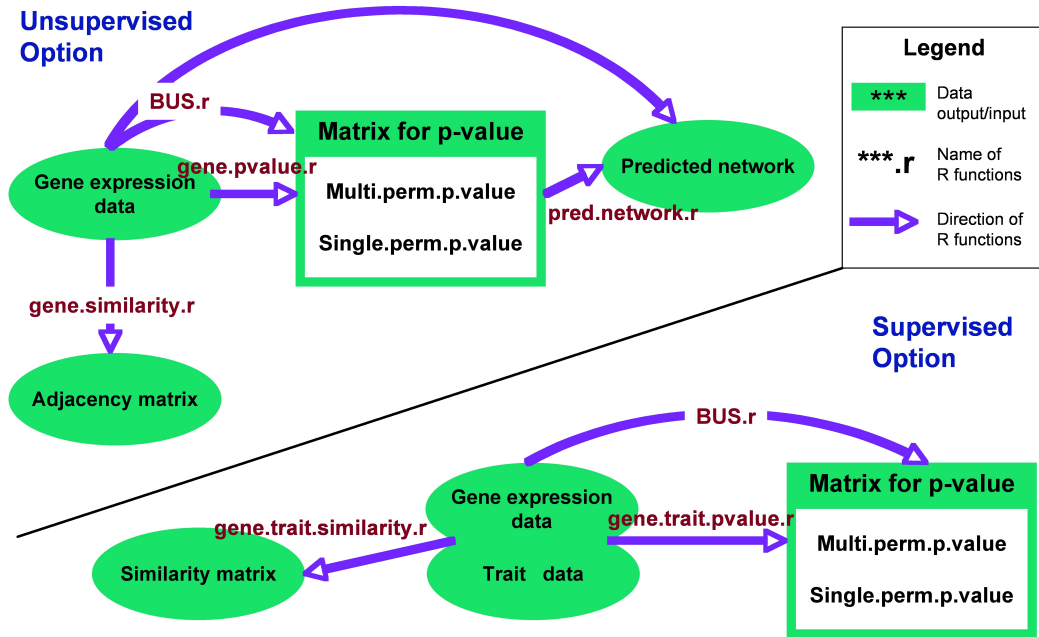 Unsupervised
Option
BUS.r
Matrix for p-value
gene.pvalue.r
Gene expression
data
Multi.perm.p.value
Single.perm.p.value
Predicted network
pred.network.r
gene.similarity.r
Adjacency matrix
Legend
***
Data
output/input
***.r
Name of
R functions
Direction of
R functions
Supervised
Option
BUS.r
Gene expression
data
Trait data
gene.trait.similarity.r
Similarity matrix
gene.trait.pvalue.r
Matrix for p-value
Multi.perm.p.value
Single.perm.p.value